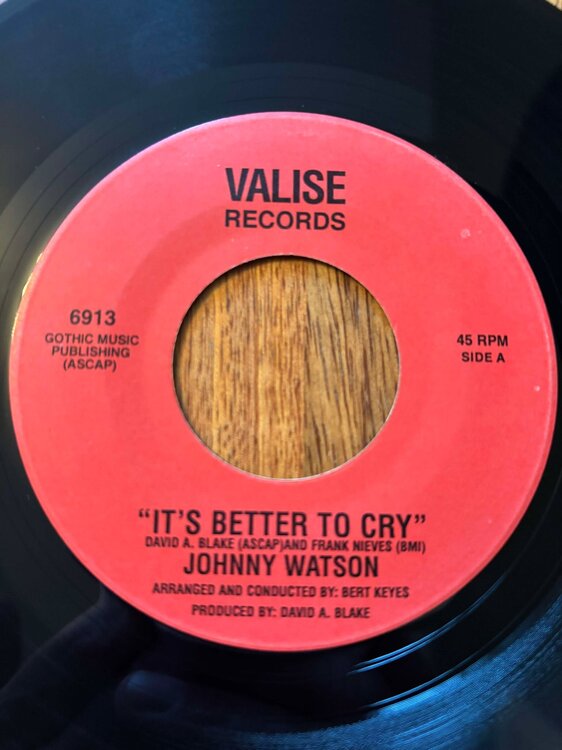 VALISE
RECORDS
6913
GOTHIC MUSIC
PUBLISHING
(ASCAP)
45 RPM
SIDE A
“IT'S BETTER TO CRY”
DAVID A. BLAKE (ASCAP)AND FRANK NIEVES (BMI)
JOHNNY WATSON
ARRANGED AND CONDUCTED BY: BERT KEYES
PRODUCED BY: DAVID A. BLAKE